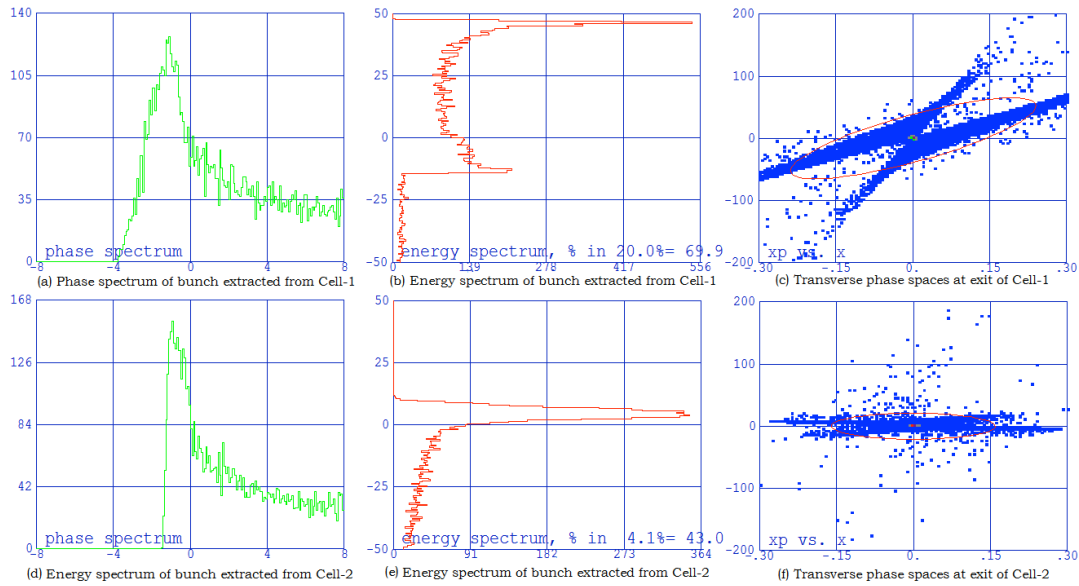 140
105
70
35
0
phase spectrum
-8 -4 0 4 8
(a) Phase spectrum of bunch extracted from Cell-1
50
25
0
-25
-50
energy spectrum, % in 20.0%= 69.9
0 139 278 417 556
(b) Energy spectrum of bunch extracted from Cell-1
200
100
0
-100
-200
xp vs. x
-.30 -.15 0. .15 .30
(c) Transverse phase spaces at exit of Cell-1
168
126
84
42
0
phase spectrum
-8 -4 0 4 8
(d) Energy spectrum of bunch extracted from Cell-2
50
25
0
-25
-50
energy spectrum, % in 4.1%= 43.0
0 91 182 273 364
(e) Energy spectrum of bunch extracted from Cell-2
200
100
0
-100
-200
xp vs. x
-.30 -.15 0. .15 .30
(f) Transverse phase spaces at exit of Cell-2